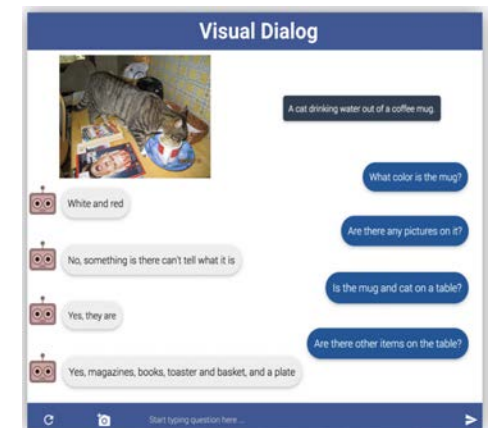 Visual Dialog
A cat drinking water out of a coffee mug.
What color is the mug?
White and red
Are there any pictures on it?
No, something is there can't tell what it is
Is the mug and cat on a table?
Yes, they are
Are there other items on the table?
Yes, magazines, books, toaster and basket, and a plate
Start typing question here ...